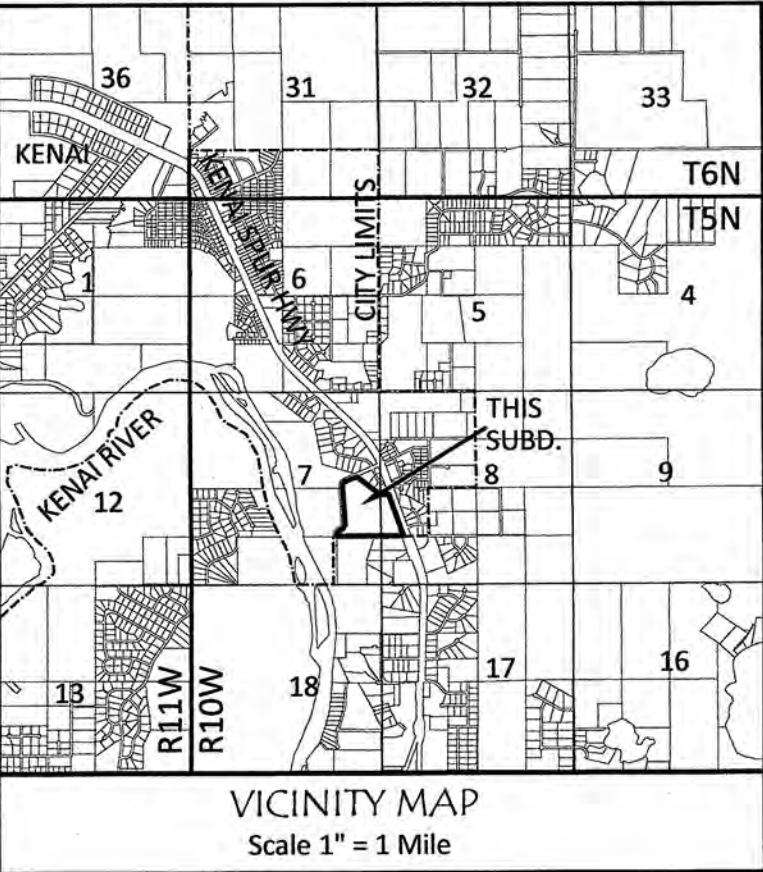 36
31
32
33
KENAI
KENAI SPUR HWY
CITY LIMITS
T6N
T5N
1
6
5
4
THIS
SUBD.
KENAI RIVER
12
7
8
9
13
R11W
R10W
18
17
16
VICINITY MAP
Scale 1" = 1 Mile